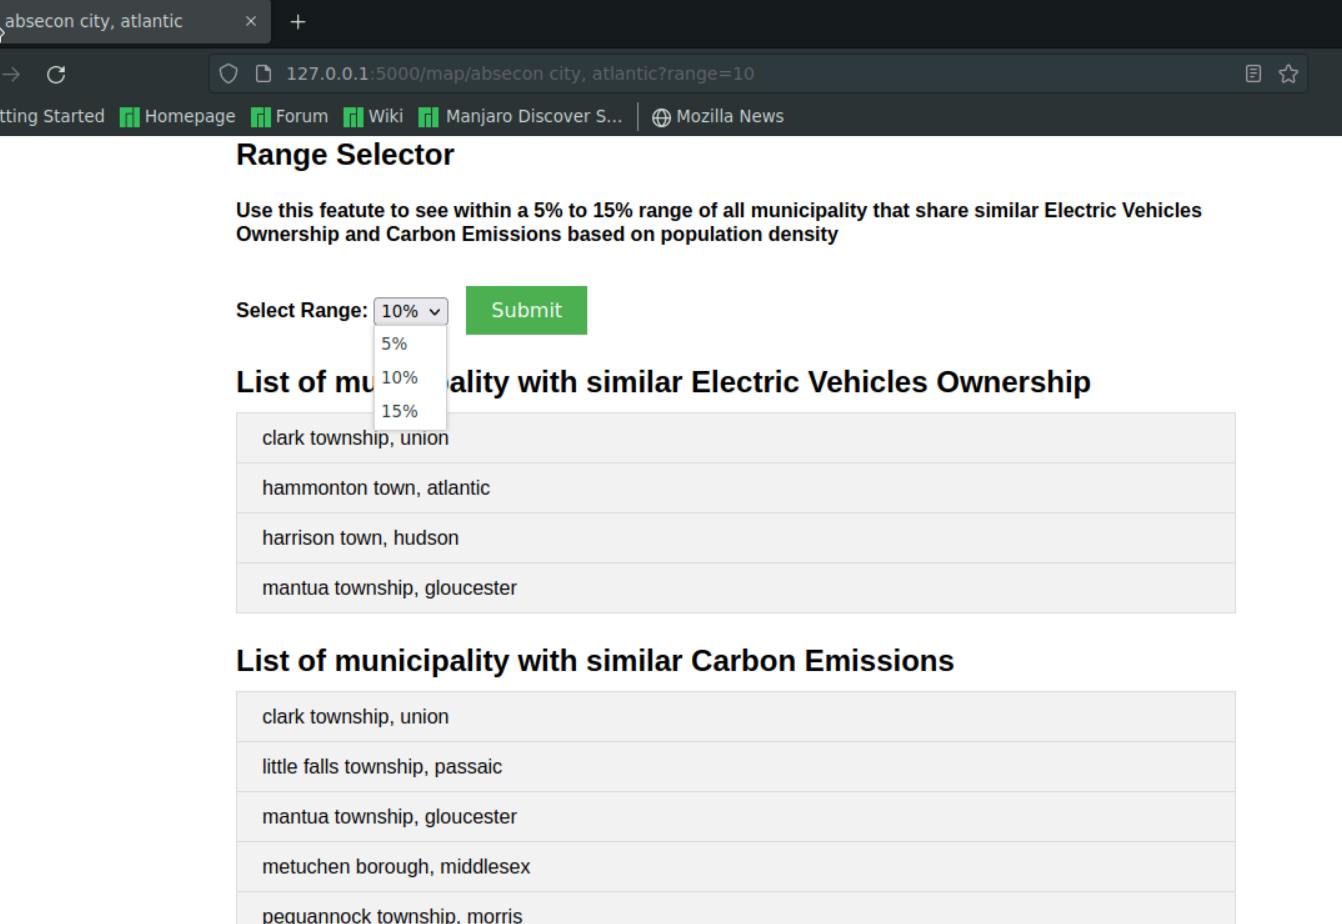 absecon city, atlantic
127.0.0.1:5000/map/absecon city, atlantic?range=10
tting Started Homepage Forum Wiki Manjaro Discover S... Mozilla News
Range Selector
Use this featute to see within a 5% to 15% range of all municipality that share similar Electric Vehicles
Ownership and Carbon Emissions based on population density
Select Range: 10% Submit
5%
10%
15%
List of mu ality with similar Electric Vehicles Ownership
clark township, union
hammonton town, atlantic
harrison town, hudson
mantua township, gloucester
List of municipality with similar Carbon Emissions
clark township, union
little falls township, passaic
mantua township, gloucester
metuchen borough, middlesex
pequannock township, morris